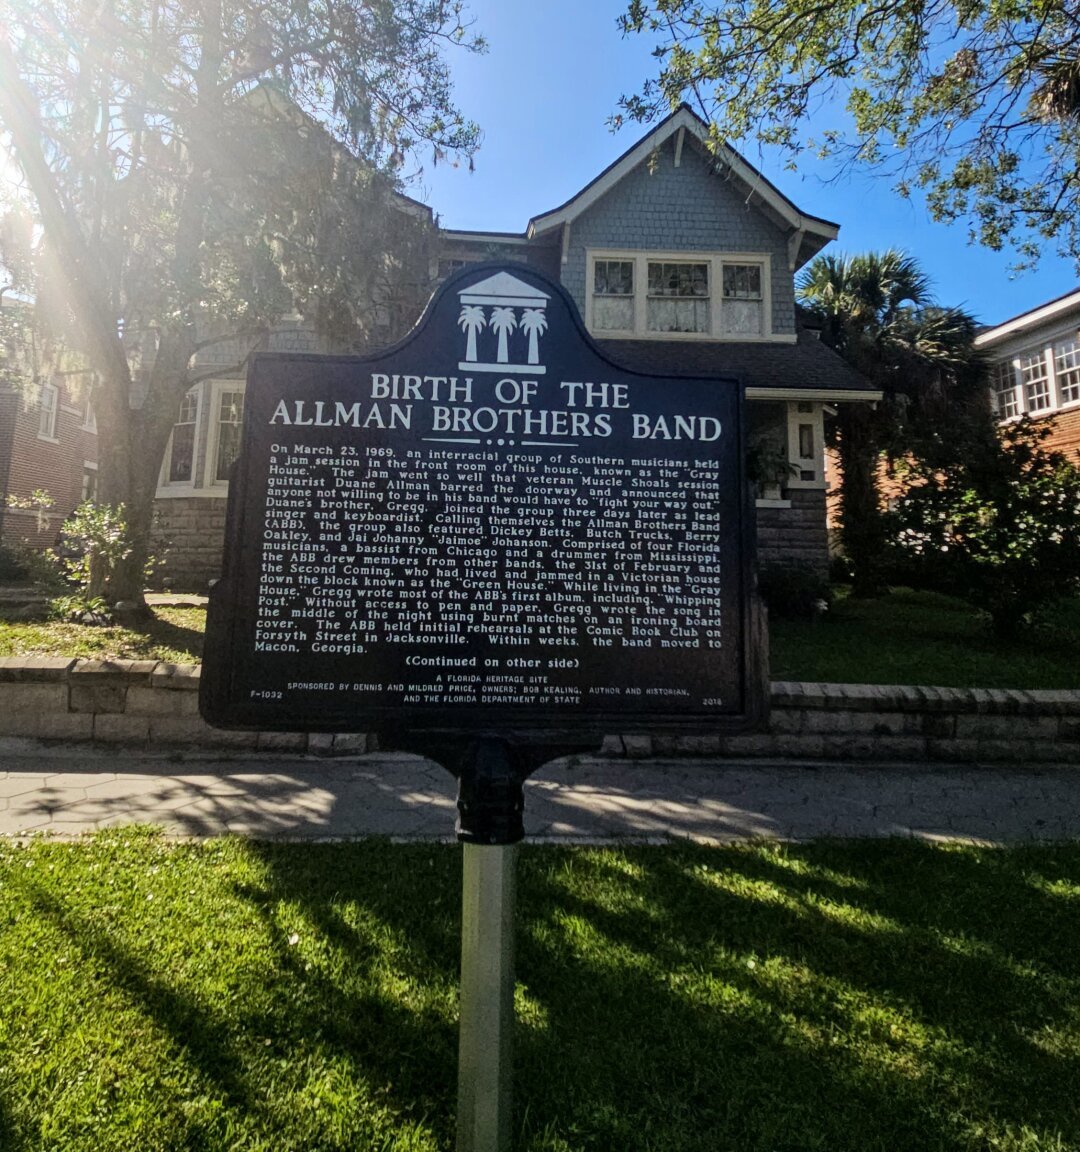 BIRTH OF THE
ALLMAN BROTHERS BAND
On March 23, 1969, an interracial group of Southern musicians held
a jam session in the front room of this house, known as the "Gray
House." The jam went so well that veteran Muscle Shoals session
guitarist Duane Allman barred the doorway and announced that
anyone not willing to be in his band would have to "fight your way out."
Duane's brother, Gregg, joined the group three days later as lead
singer and keyboardist. Calling themselves the Allman Brothers Band
(ABB), the group also featured Dickey Betts, Butch Trucks, Berry
Oakley, and Jai Johanny "Jaimoe" Johanson. Comprised of four Florida
musicians, a bassist from Chicago and a drummer from Mississippi,
the ABB drew members from other bands, the 31st of February and
the Second Coming, who had lived and jammed in a Victorian house
down the block known as the "Green House." While living in the "Gray
House," Gregg wrote most of the ABB's first album, including, "Whipping
Post." Without access to pen and paper, Gregg wrote the song in
the middle of the night using burnt matches on an ironing board
cover. The ABB held initial rehearsals at the Comic Book Club on
Forsyth Street in Jacksonville. Within weeks, the band moved to
Macon, Georgia.
(Continued on other side)
A FLORIDA HERITAGE SITE
SPONSORED BY DENNIS AND MILDRED PRICE, OWNERS; BOB KEALING, AUTHOR AND HISTORIAN,
F-1032 AND THE FLORIDA DEPARTMENT OF STATE 2018